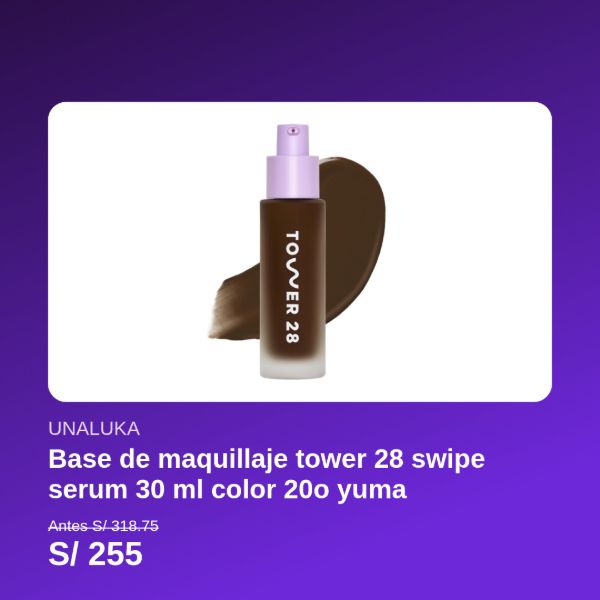 TOWER 28
UNALUKA
Base de maquillaje tower 28 swipe
serum 30 ml color 20o yuma
Antes S/ 318.75
S/ 255